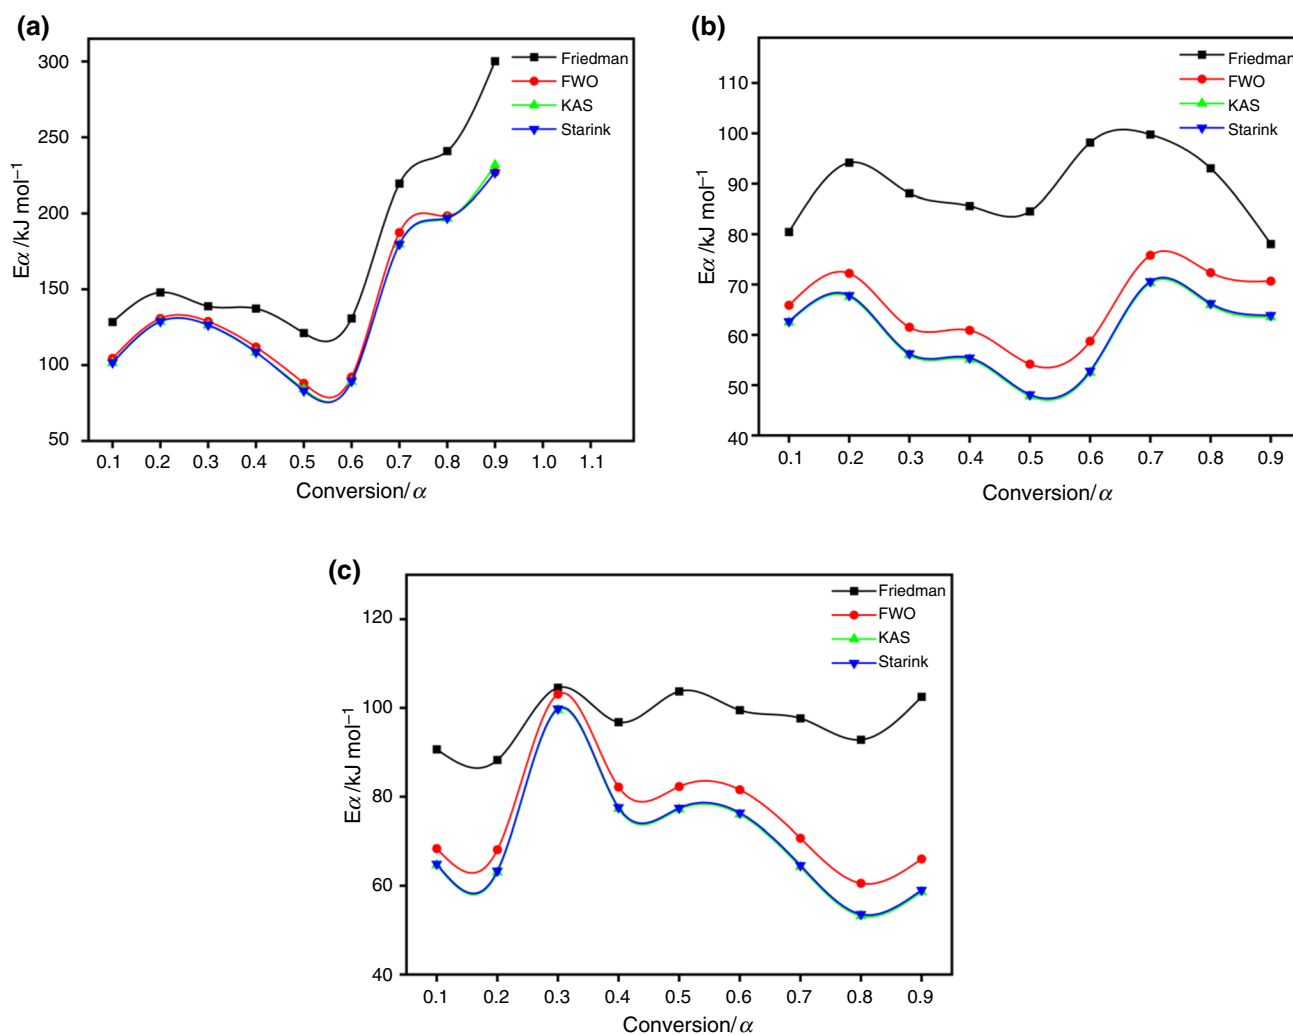 (a)
Friedman
FWO
KAS
Starink
300
250
200
150
100
50
Eα/kJ mol⁻¹
0.1 0.2 0.3 0.4 0.5 0.6 0.7 0.8 0.9 1.0 1.1
Conversion/α
(b)
Friedman
FWO
KAS
Starink
110
100
90
80
70
60
50
40
Eα/kJ mol⁻¹
0.1 0.2 0.3 0.4 0.5 0.6 0.7 0.8 0.9
Conversion/α
(c)
Friedman
FWO
KAS
Starink
120
100
80
60
40
Eα/kJ mol⁻¹
0.1 0.2 0.3 0.4 0.5 0.6 0.7 0.8 0.9
Conversion/α